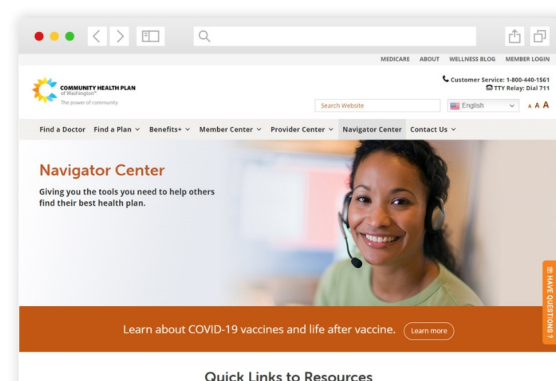 MEDICARE ABOUT WELLNESS BLOG MEMBER LOGIN
Customer Service: 1-800-440-1561
TTY Relay: Dial 711
COMMUNITY HEALTH PLAN
of Washington
The power of community
Search Website
English
A A A
Find a Doctor Find a Plan Benefits+ Member Center Provider Center Navigator Center Contact Us
Navigator Center
Giving you the tools you need to help others
find their best health plan.
HAVE QUESTIONS ?
Learn about COVID-19 vaccines and life after vaccine. Learn more
Quick Links to Resources